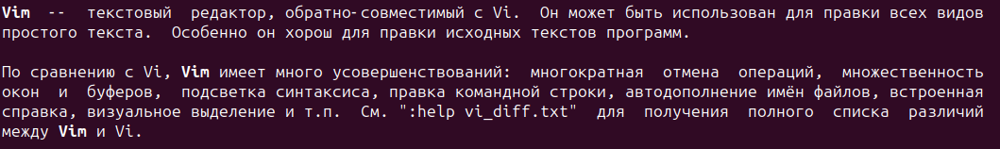 Vim -- текстовый редактор, обратно-совместимый с Vi. Он может быть использован для правки всех видов
простого текста. Особенно он хорош для правки исходных текстов программ.
По сравнению с Vi, Vim имеет много усовершенствований: многократная отмена операций, множественность
окон и буферов, подсветка синтаксиса, правка командной строки, автодополнение имён файлов, встроенная
справка, визуальное выделение и т.п. См. ":help vi_diff.txt" для получения полного списка различий
между Vim и Vi.